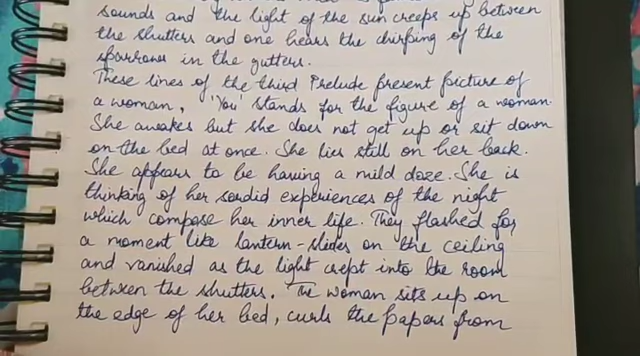 sounds and the light of the sun creeps up between
the shutters and one hears the chirping of the
sparrows in the gutters.
These lines of the third Prelude present picture of
a woman. 'You' stands for the figure of a woman.
She awakes but she does not get up or sit down
on the bed at once. She lies still on her back.
She appears to be having a mild doze. She is
thinking of her sordid experiences of the night
which compose her inner life. They flashed for
a moment like lantern-slides on the ceiling
and vanished as the light crept into the room
between the shutters. The woman sits up on
the edge of her bed, curls the papers from